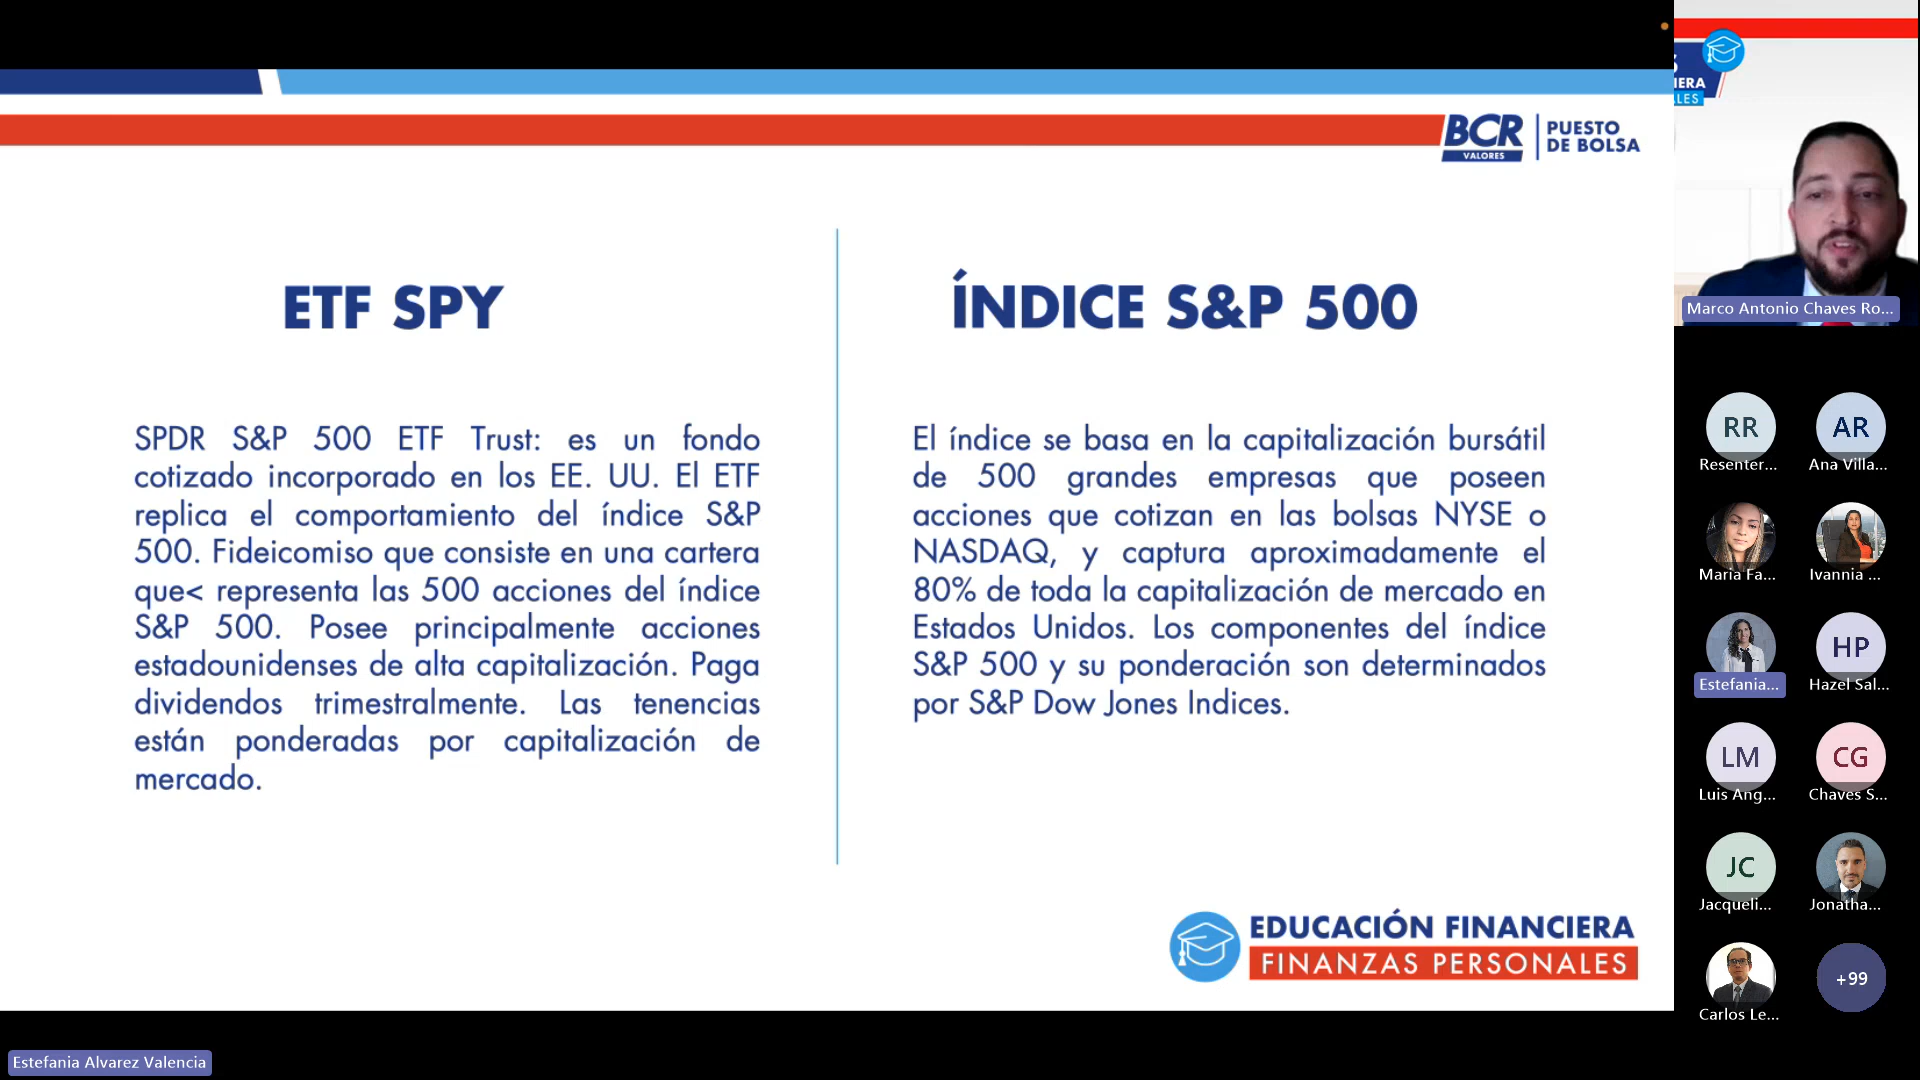 BCR
VALORES
PUESTO
DE BOLSA
ETF SPY
SPDR S&P 500 ETF Trust: es un fondo
cotizado incorporado en los EE. UU. El ETF
replica el comportamiento del índice S&P
500. Fideicomiso que consiste en una cartera
que< representa las 500 acciones del índice
S&P 500. Posee principalmente acciones
estadounidenses de alta capitalización. Paga
dividendos trimestralmente. Las tenencias
están ponderadas por capitalización de
mercado.
ÍNDICE S&P 500
El índice se basa en la capitalización bursátil
de 500 grandes empresas que poseen
acciones que cotizan en las bolsas NYSE o
NASDAQ, y captura aproximadamente el
80% de toda la capitalización de mercado en
Estados Unidos. Los componentes del índice
S&P 500 y su ponderación son determinados
por S&P Dow Jones Indices.
EDUCACIÓN FINANCIERA
FINANZAS PERSONALES
Estefania Alvarez Valencia
S
IERA
LES
Marco Antonio Chaves Ro...
RR
Resenter...
AR
Ana Villa...
Maria Fa...
Ivannia ...
Estefania...
HP
Hazel Sal...
LM
Luis Ang...
CG
Chaves S...
JC
Jacqueli...
Jonatha...
Carlos Le...
+99